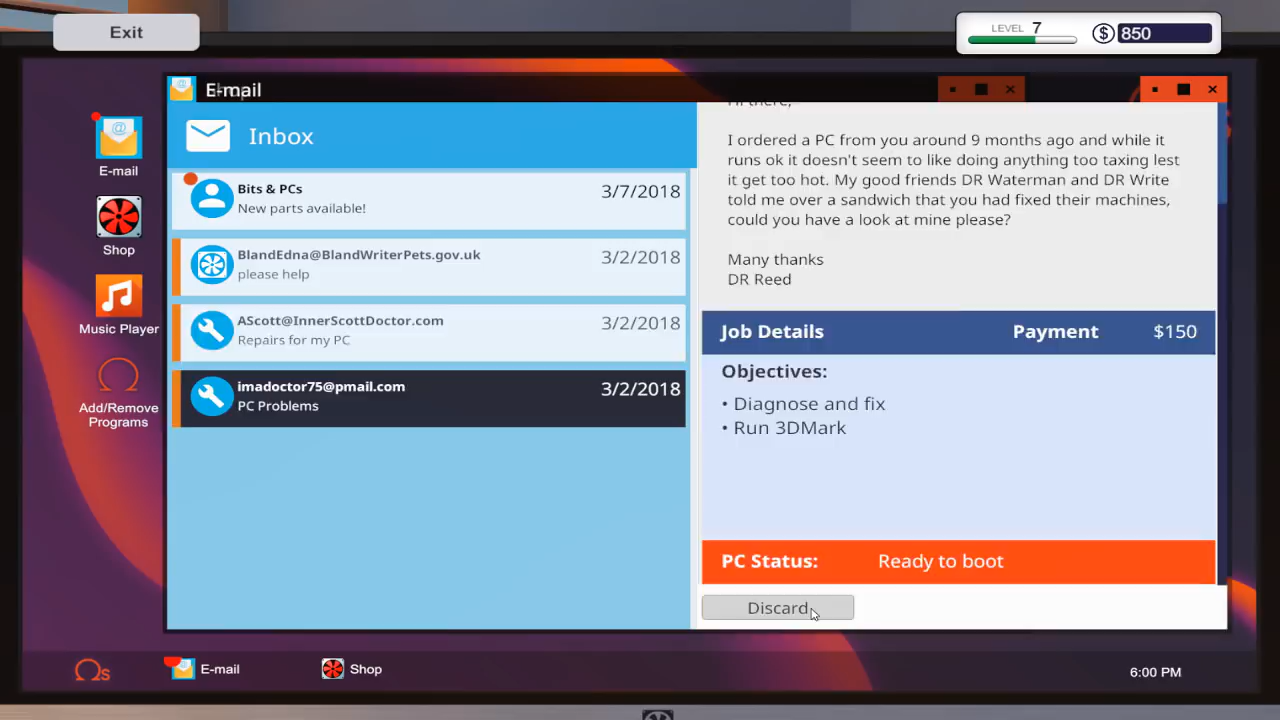 Exit
LEVEL 7
$ 850
E-mail
E-mail
Shop
Music Player
Add/Remove
Programs
Inbox
Bits & PCs
New parts available!
3/7/2018
BlandEdna@BlandWriterPets.gov.uk
please help
3/2/2018
AScott@InnerScottDoctor.com
Repairs for my PC
3/2/2018
imadoctor75@pmail.com
PC Problems
3/2/2018
Hi there,
I ordered a PC from you around 9 months ago and while it
runs ok it doesn't seem to like doing anything too taxing lest
it get too hot. My good friends DR Waterman and DR Write
told me over a sandwich that you had fixed their machines,
could you have a look at mine please?
Many thanks
DR Reed
Job Details Payment $150
Objectives:
• Diagnose and fix
• Run 3DMark
PC Status: Ready to boot
Discard
Ωs
E-mail
Shop
6:00 PM